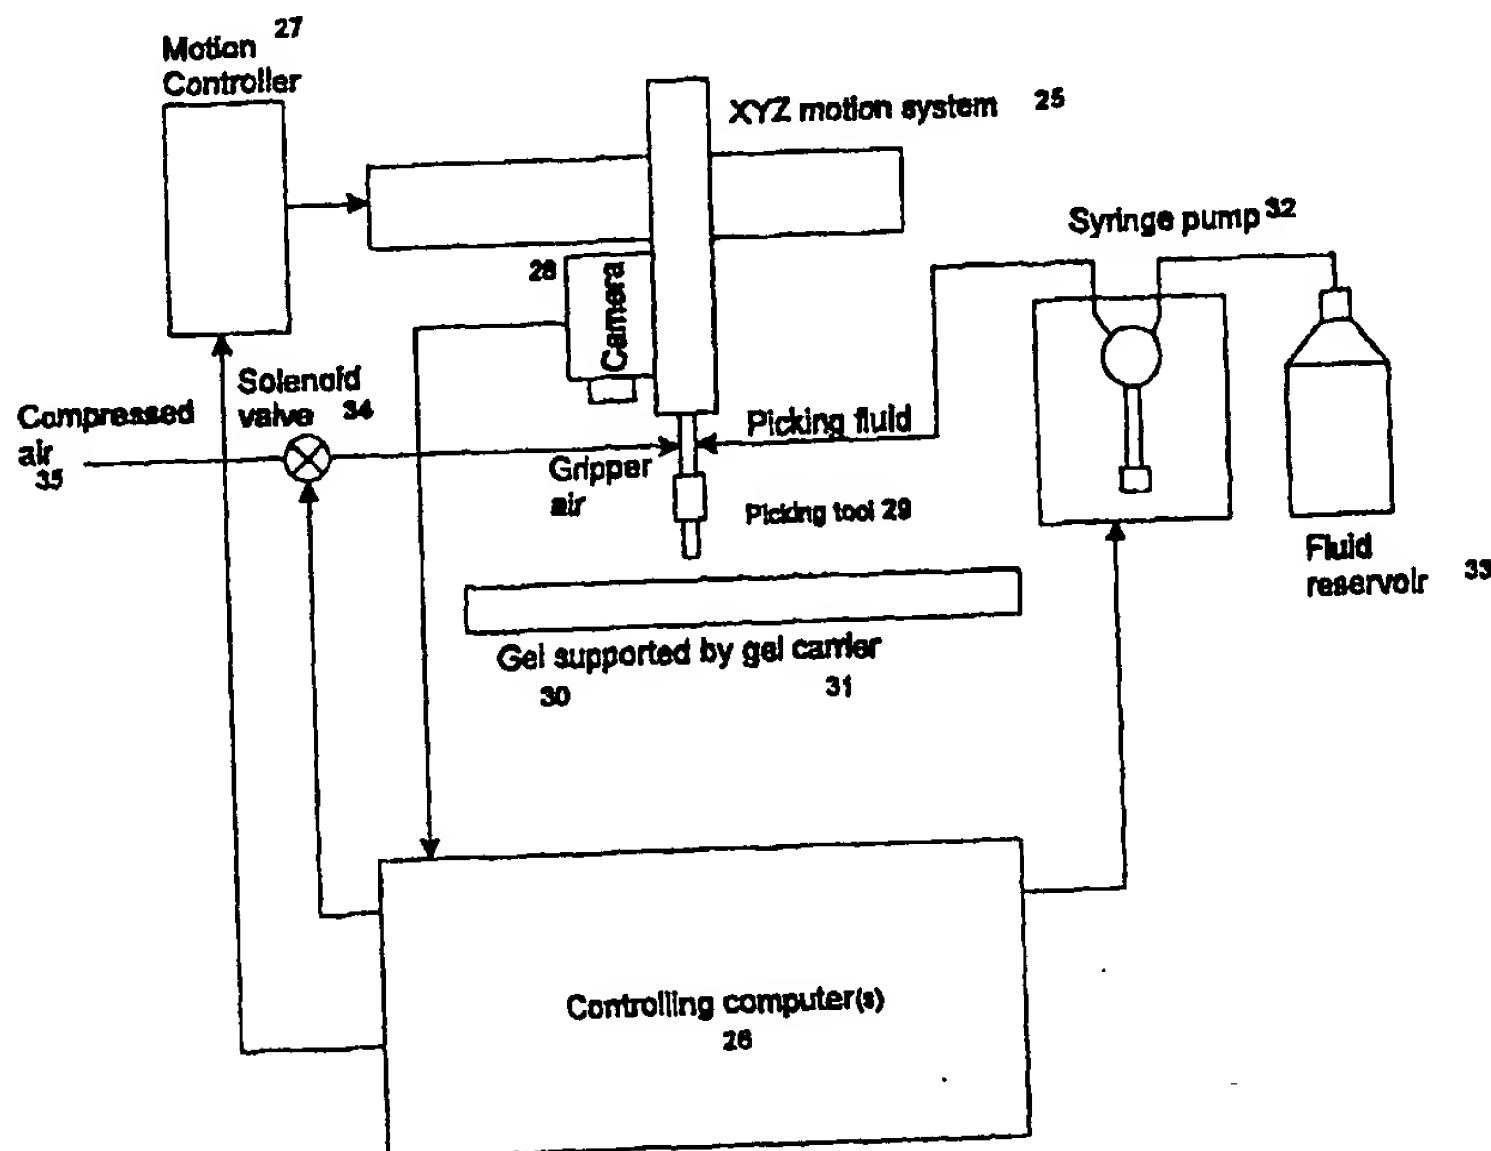 27
Motion
Controller
XYZ motion system 25
Syringe pump 32
28
Camera
Solenoid
valve 34
Compressed
air
35
Picking fluid
Gripper
air
Picking tool 29
Fluid
reservoir 33
Gel supported by gel carrier
30 31
Controlling computer(s)
26